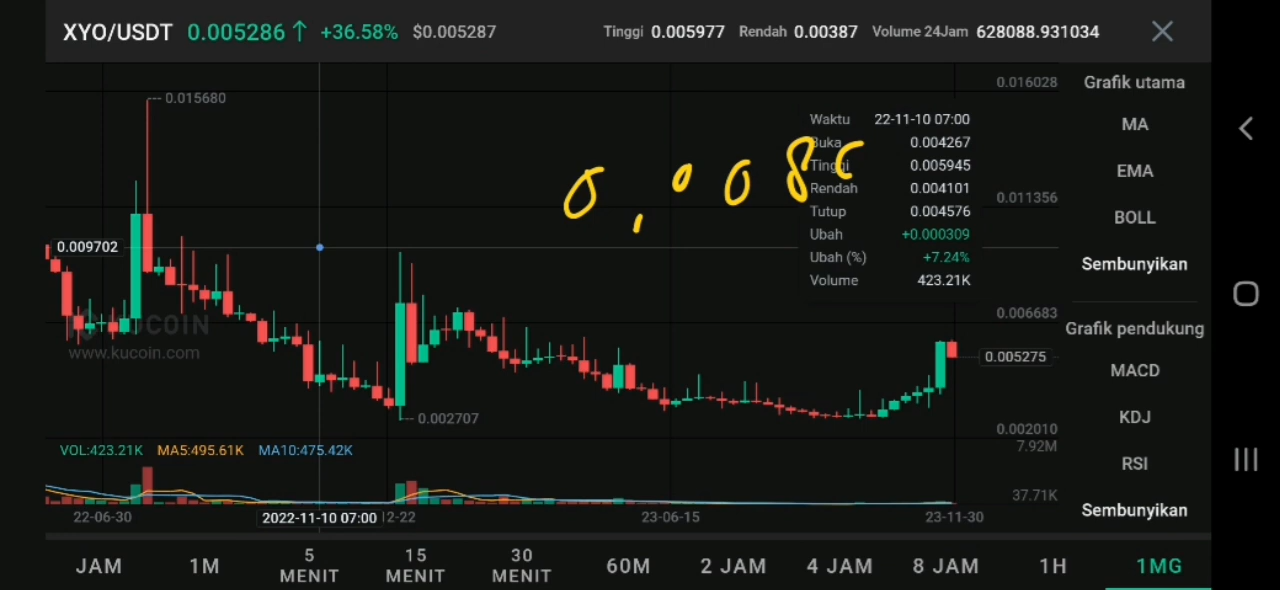 XYO/USDT 0.005286 ↑ +36.58% $0.005287 Tinggi 0.005977 Rendah 0.00387 Volume 24Jam 628088.931034
0.015680
0.016028
0.011356
0.006683
0.002010
0.009702
0.005275
0.002707
Waktu 22-11-10 07:00
Buka 0.004267
Tinggi 0.005945
Rendah 0.004101
Tutup 0.004576
Ubah +0.000309
Ubah (%) +7.24%
Volume 423.21K
0,008
KUCOIN
www.kucoin.com
VOL:423.21K MA5:495.61K MA10:475.42K
7.92M
37.71K
22-06-30 2022-11-10 07:00 12-22 23-06-15 23-11-30
Grafik utama
MA
EMA
BOLL
Sembunyikan
Grafik pendukung
MACD
KDJ
RSI
Sembunyikan
JAM 1M 5 MENIT 15 MENIT 30 MENIT 60M 2 JAM 4 JAM 8 JAM 1H 1MG